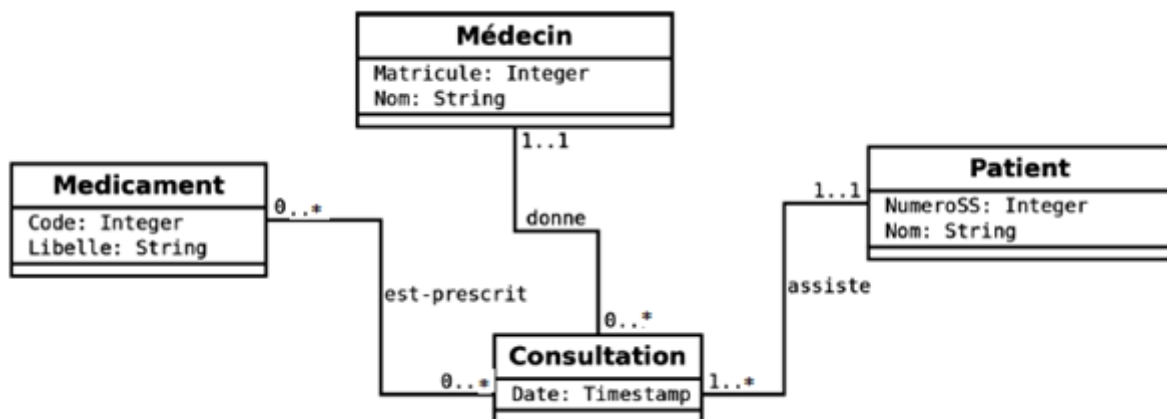 Médecin
Matricule: Integer
Nom: String
1..1
Medicament
Code: Integer
Libelle: String
0..*
donne
Patient
NumeroSS: Integer
Nom: String
1..1
est-prescrit
assiste
0..*
Consultation
Date: Timestamp
0..*
1..*